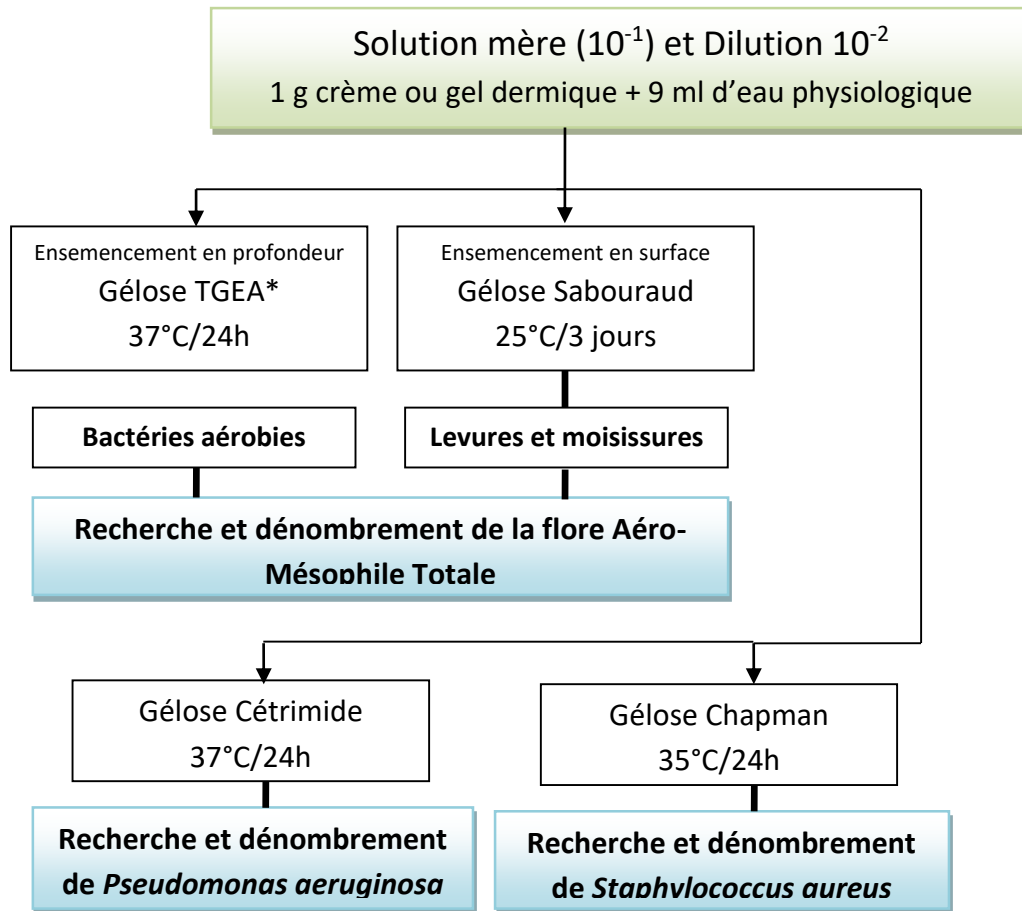 Solution mère (10⁻¹) et Dilution 10⁻²
1 g crème ou gel dermique + 9 ml d’eau physiologique
Ensemencement en profondeur
Gélose TGEA*
37°C/24h
Ensemencement en surface
Gélose Sabouraud
25°C/3 jours
Bactéries aérobies
Levures et moisissures
Recherche et dénombrement de la flore Aéro-
Mésophile Totale
Gélose Cétrimide
37°C/24h
Gélose Chapman
35°C/24h
Recherche et dénombrement
de Pseudomonas aeruginosa
Recherche et dénombrement
de Staphylococcus aureus